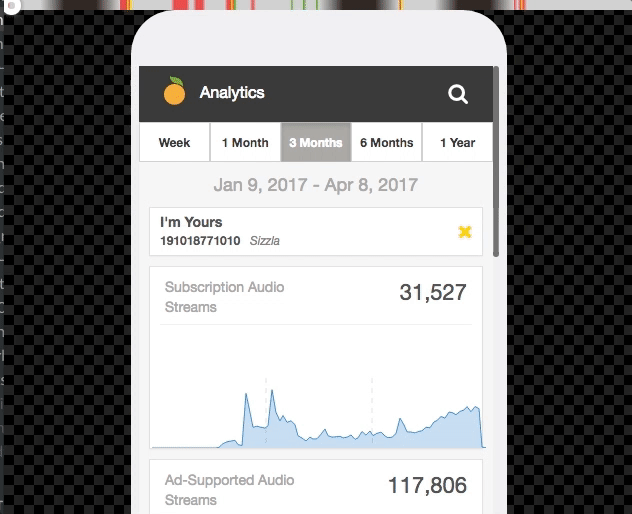 Analytics
Week 1 Month 3 Months 6 Months 1 Year
Jan 9, 2017 - Apr 8, 2017
I'm Yours
191018771010 Sizzla
Subscription Audio
Streams
31,527
Ad-Supported Audio
Streams
117,806